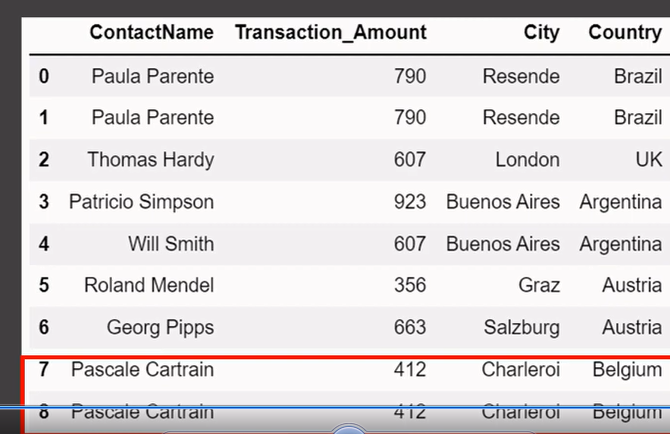 ContactName Transaction_Amount City Country
0 Paula Parente 790 Resende Brazil
1 Paula Parente 790 Resende Brazil
2 Thomas Hardy 607 London UK
3 Patricio Simpson 923 Buenos Aires Argentina
4 Will Smith 607 Buenos Aires Argentina
5 Roland Mendel 356 Graz Austria
6 Georg Pipps 663 Salzburg Austria
7 Pascale Cartrain 412 Charleroi Belgium
8 Pascale Cartrain 412 Charleroi Belgium